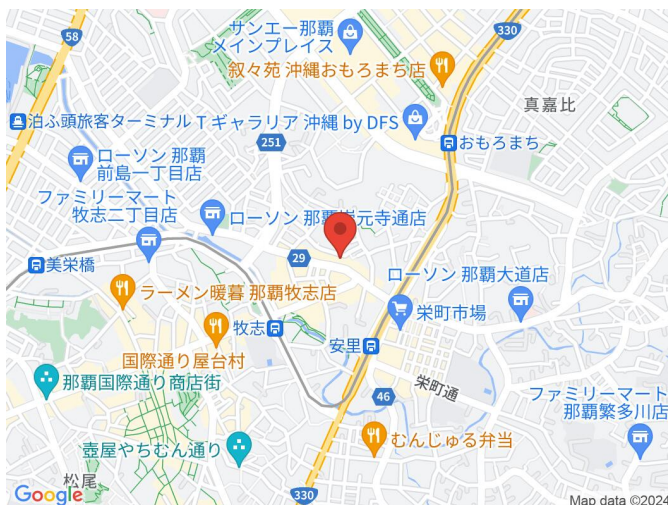 58
サンエー那覇
メインプレイス
330
叙々苑 沖縄おもろまち店
真嘉比
泊ふ頭旅客ターミナル
Tギャラリア 沖縄 by DFS
251
おもろまち
ローソン 那覇
前島一丁目店
ファミリーマート
牧志二丁目店
ローソン 那覇
元寺通店
29
美栄橋
ローソン 那覇大道店
ラーメン暖暮 那覇牧志店
栄町市場
牧志
安里
国際通り屋台村
那覇国際通り商店街
46
栄町通
ファミリーマート
那覇繁多川店
むんじゅる弁当
壺屋やちむん通り
松尾
330
Google
Map data ©2024